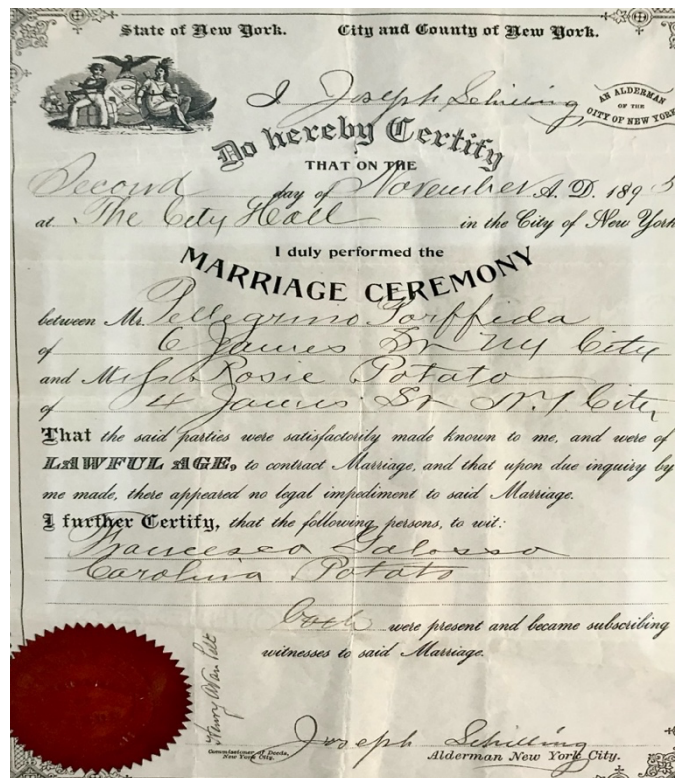 State of New York. City and County of New York.
I Joseph Schilling
AN ALDERMAN
OF THE
CITY OF NEW YORK
Do hereby Certify
THAT ON THE
Second day of November A.D. 1895
at The City Hall in the City of New York
I duly performed the
MARRIAGE CEREMONY
between Mr. Pellegrino Porffida
of 6 James St NY City
and Miss Rosie Potato
of 4 James St N.Y. City
That the said parties were satisfactorily made known to me, and were of
LAWFUL AGE, to contract Marriage, and that upon due inquiry by
me made, there appeared no legal impediment to said Marriage.
I further Certify, that the following persons, to wit:
Francesco
Carolina Potato
Both were present and became subscribing
witnesses to said Marriage.
Henry A Van Pelt
Commissioner of Deeds,
New York City.
Joseph Schilling
Alderman New York City.